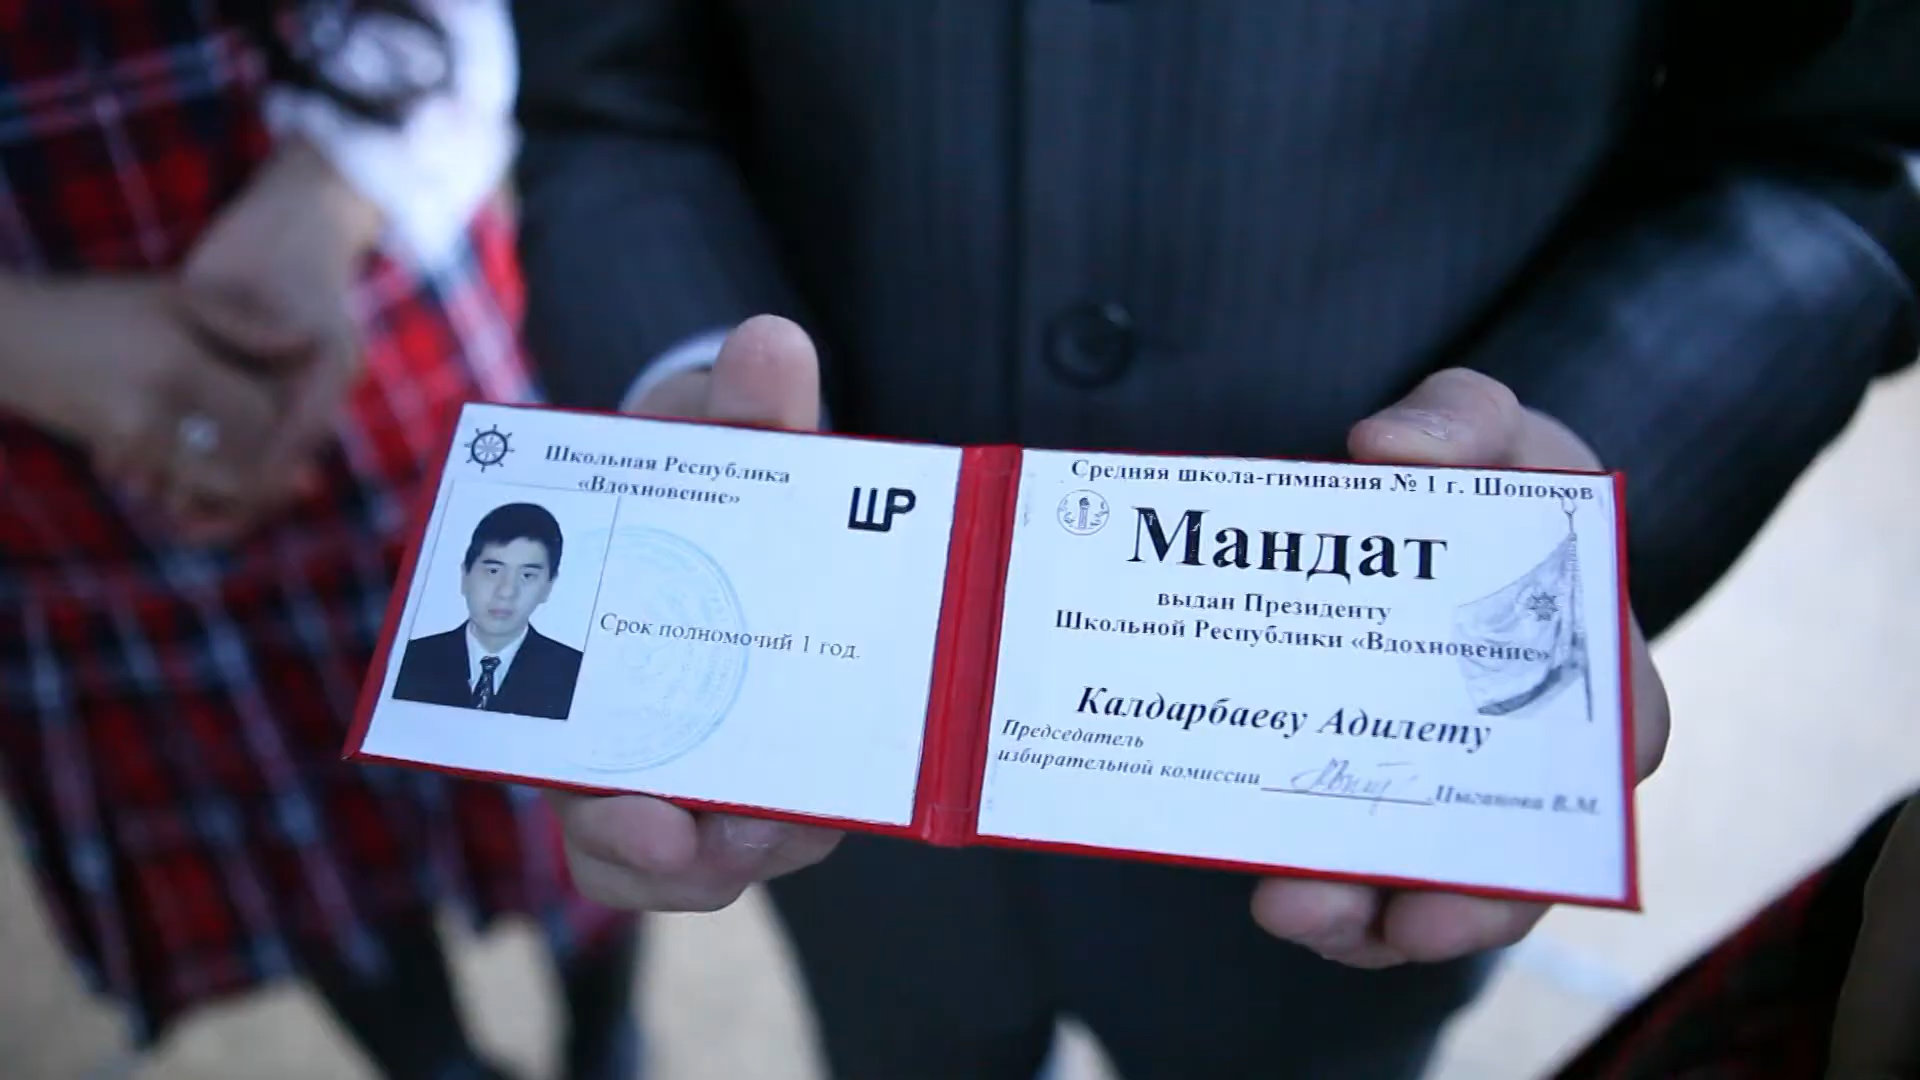 Школьная Республика
«Вдохновение»
ШР
Срок полномочий 1 год.
Средняя школа-гимназия № 1 г. Шопоков
Мандат
выдан Президенту
Школьной Республики «Вдохновение»
Калдарбаеву Адилету
Председатель
избирательной комиссии Цыганова В.М.